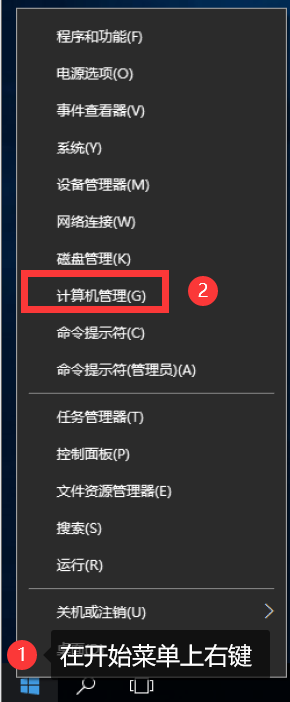 程序和功能(F)
电源选项(O)
事件查看器(V)
系统(Y)
设备管理器(M)
网络连接(W)
磁盘管理(K)
计算机管理(G)
2
命令提示符(C)
命令提示符(管理员)(A)
任务管理器(T)
控制面板(P)
文件资源管理器(E)
搜索(S)
运行(R)
关机或注销(U)
1
在开始菜单上右键